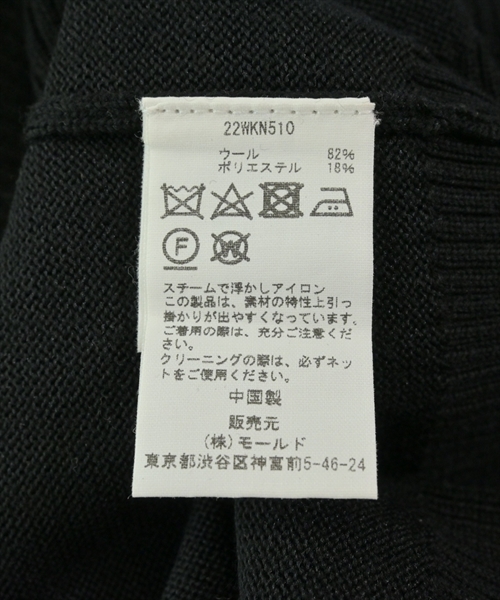 22WKN510
ウール 82%
ポリエステル 18%
F
W
スチームで浮かしアイロン
この製品は、素材の特性上引っ
掛かりが出やすくなっています。
ご着用の際は、充分ご注意くだ
さい。
クリーニングの際は、必ずネッ
トをご使用ください。
中国製
販売元
(株)モールド
東京都渋谷区神宮前5-46-24